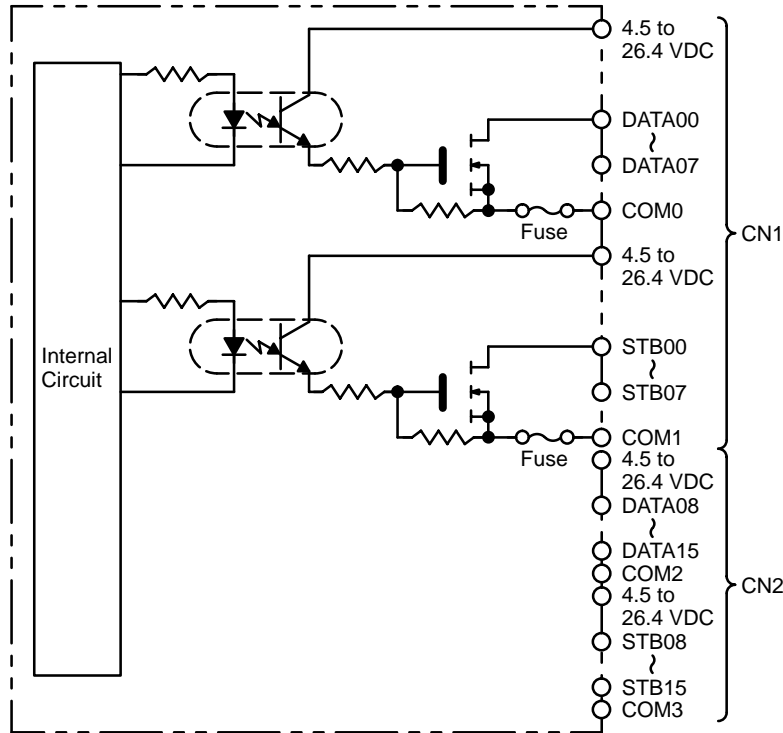 4.5 to
26.4 VDC
DATA00
~
DATA07
COM0
Fuse
CN1
4.5 to
26.4 VDC
Internal
Circuit
STB00
~
STB07
COM1
Fuse
4.5 to
26.4 VDC
DATA08
~
DATA15
COM2
CN2
4.5 to
26.4 VDC
STB08
~
STB15
COM3